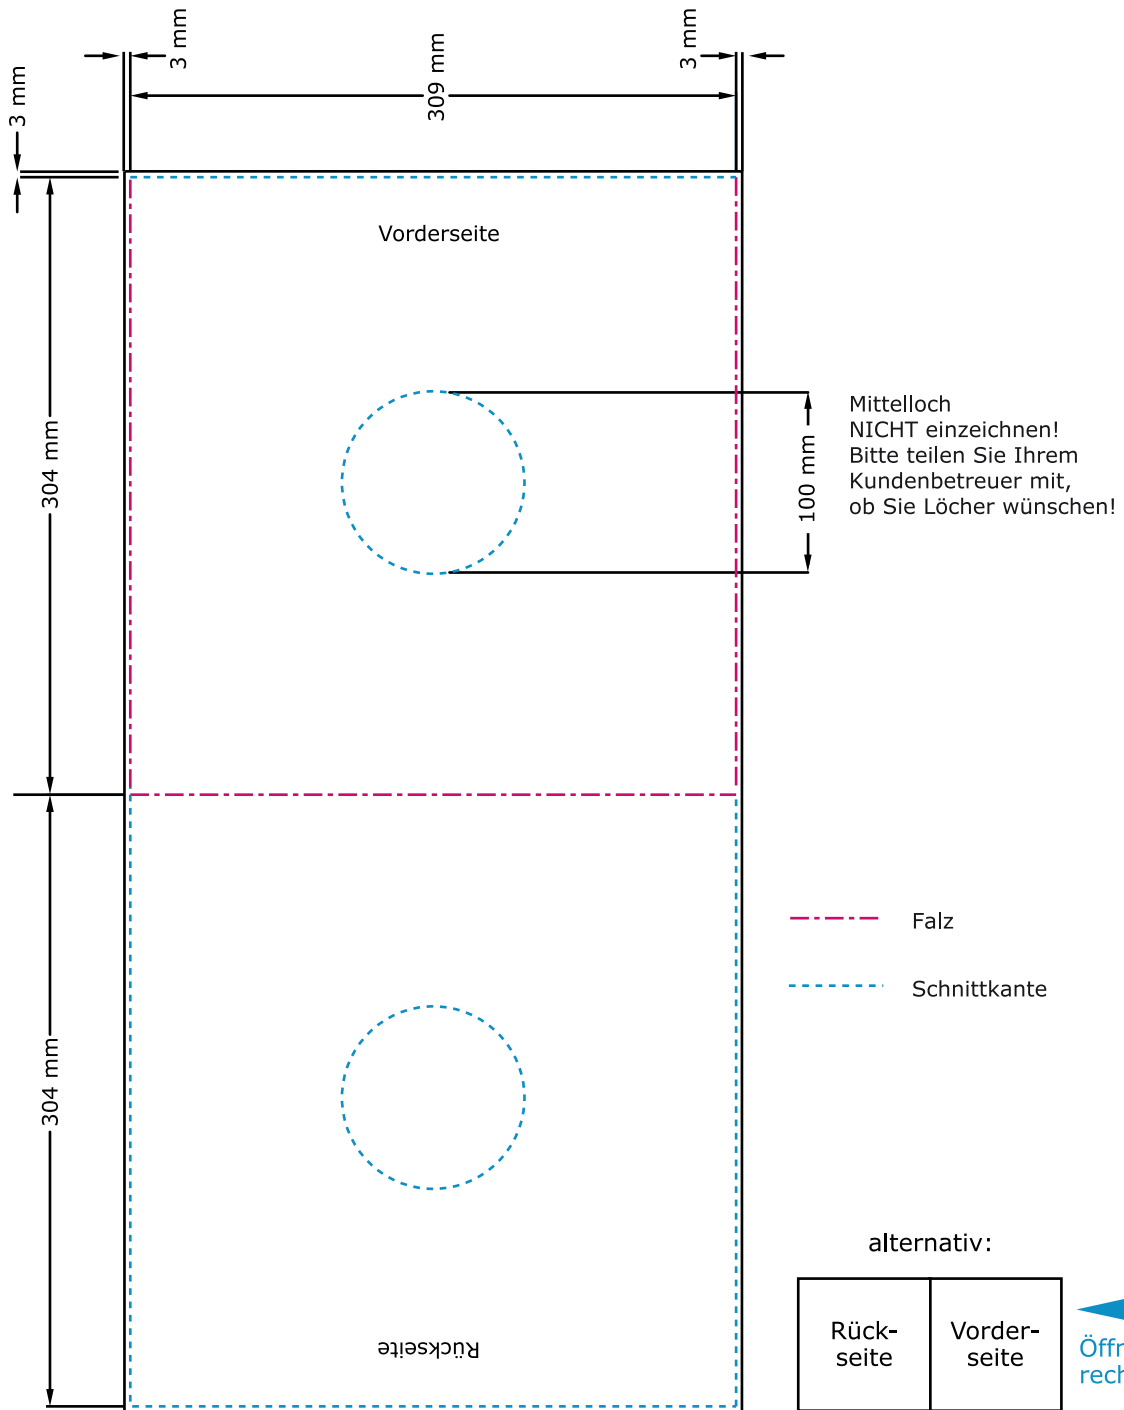 3 mm
3 mm
3 mm
309 mm
Vorderseite
304 mm
100 mm
Mittelloch
NICHT einzeichnen!
Bitte teilen Sie Ihrem
Kundenbetreuer mit,
ob Sie Löcher wünschen!
Falz
Schnittkante
304 mm
Rückseite
alternativ:
Rück-
seite
Vorder-
seite